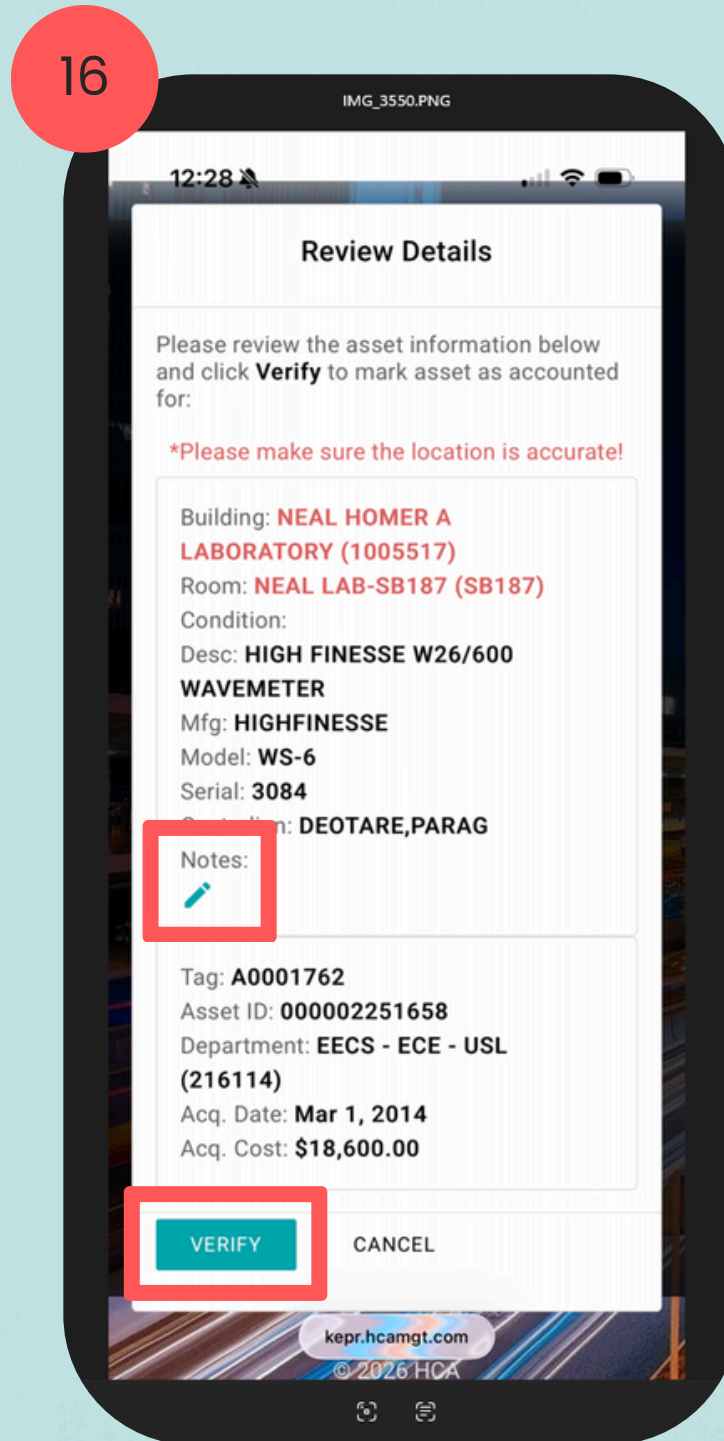 16
IMG_3550.PNG
12:28
Review Details
Please review the asset information below
and click Verify to mark asset as accounted
for:
*Please make sure the location is accurate!
Building: NEAL HOMER A
LABORATORY (1005517)
Room: NEAL LAB-SB187 (SB187)
Condition:
Desc: HIGH FINESSE W26/600
WAVEMETER
Mfg: HIGHFINESSE
Model: WS-6
Serial: 3084
DEOTARE,PARAG
Notes:
Tag: A0001762
Asset ID: 000002251658
Department: EECS - ECE - USL
(216114)
Acq. Date: Mar 1, 2014
Acq. Cost: $18,600.00
VERIFY CANCEL
kepr.hcamgt.com
© 2026 HCA